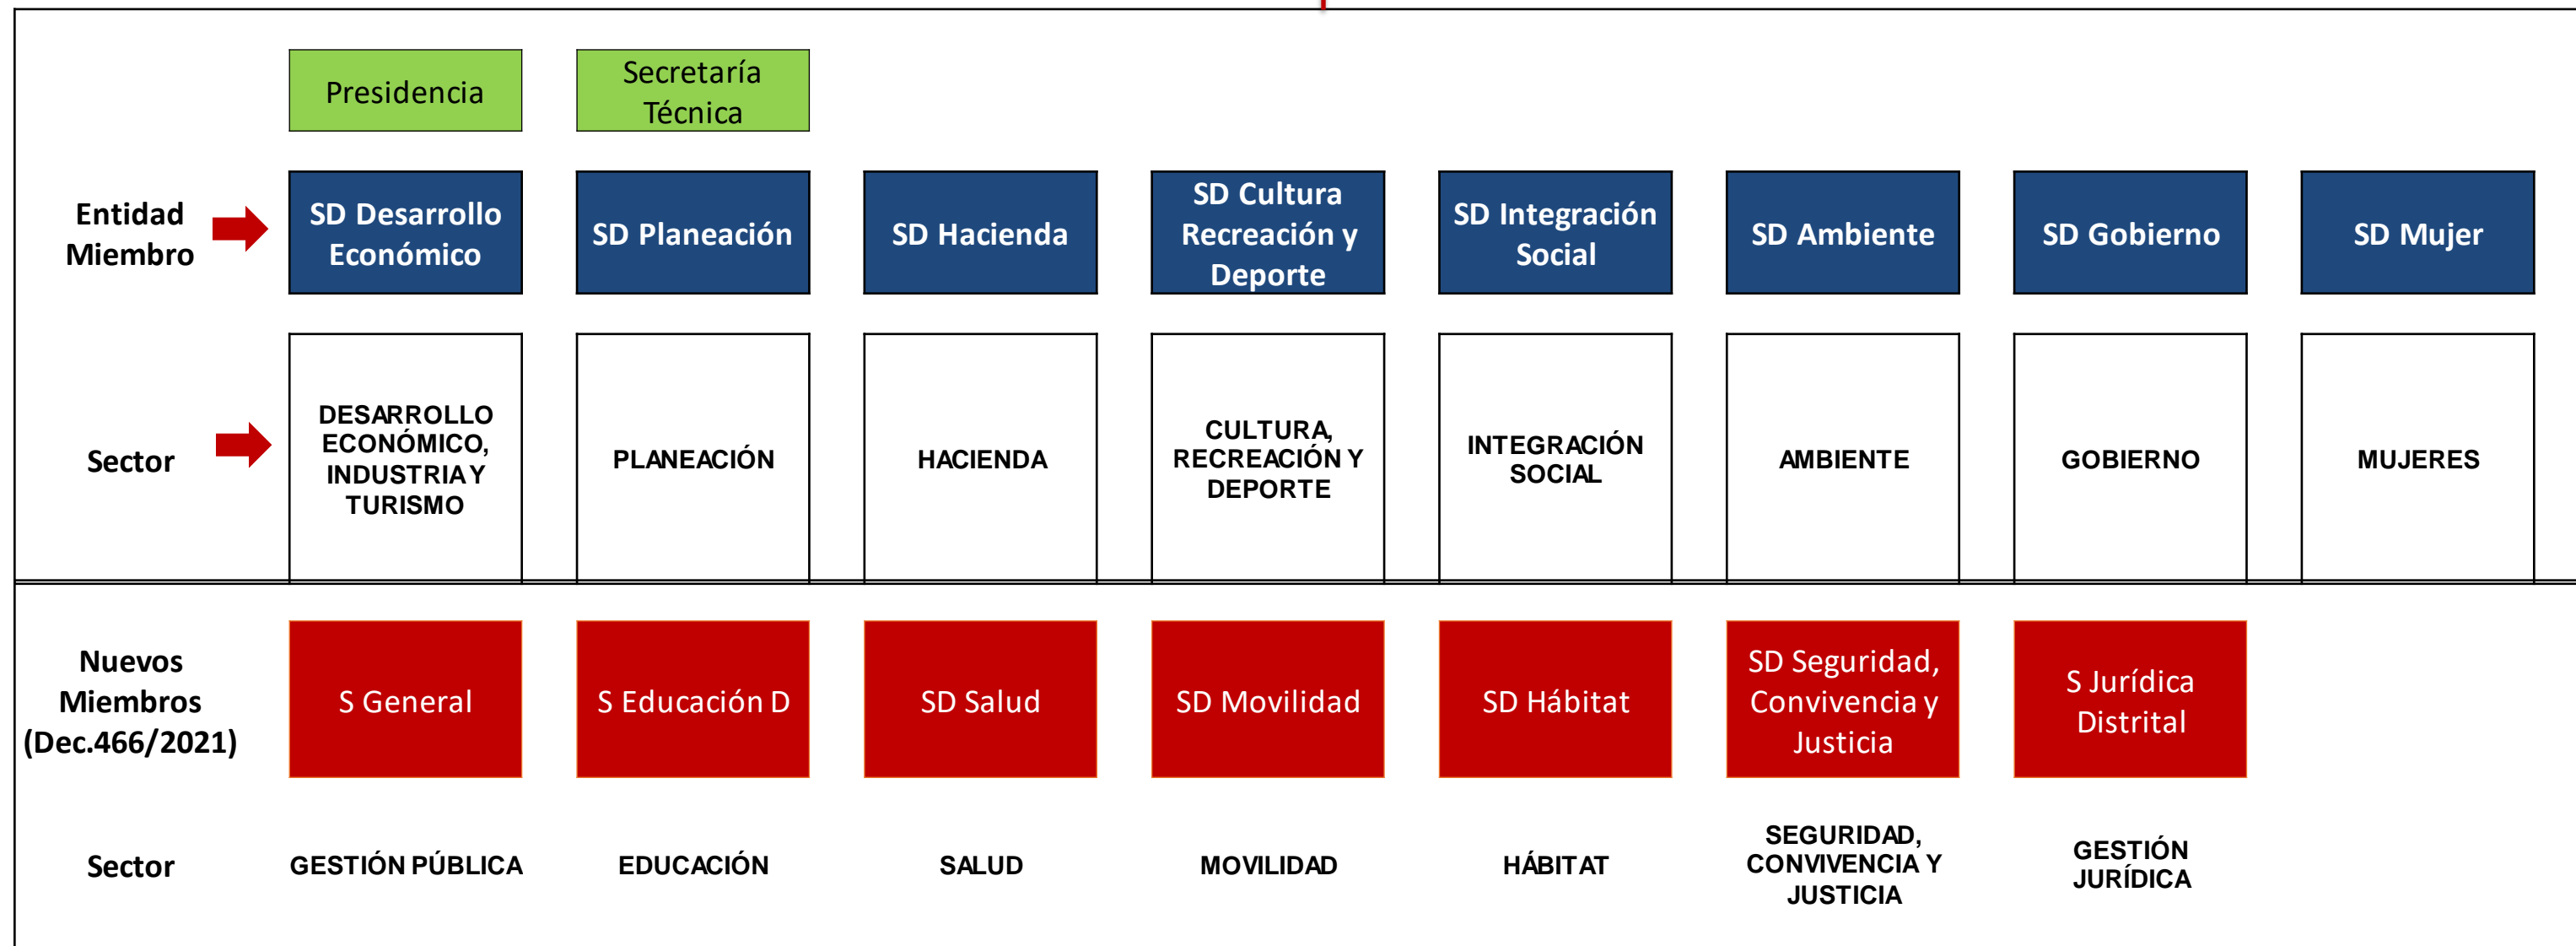 Presidencia
Secretaría
Técnica
Entidad
Miembro
SD Desarrollo
Económico
SD Planeación
SD Hacienda
SD Cultura
Recreación y
Deporte
SD Integración
Social
SD Ambiente
SD Gobierno
SD Mujer
Sector
DESARROLLO
ECONÓMICO,
INDUSTRIA Y
TURISMO
PLANEACIÓN
HACIENDA
CULTURA,
RECREACIÓN Y
DEPORTE
INTEGRACIÓN
SOCIAL
AMBIENTE
GOBIERNO
MUJERES
Nuevos
Miembros
(Dec.466/2021)
S General
S Educación D
SD Salud
SD Movilidad
SD Hábitat
SD Seguridad,
Convivencia y
Justicia
S Jurídica
Distrital
Sector
GESTIÓN PÚBLICA
EDUCACIÓN
SALUD
MOVILIDAD
HÁBITAT
SEGURIDAD,
CONVIVENCIA Y
JUSTICIA
GESTIÓN
JURÍDICA